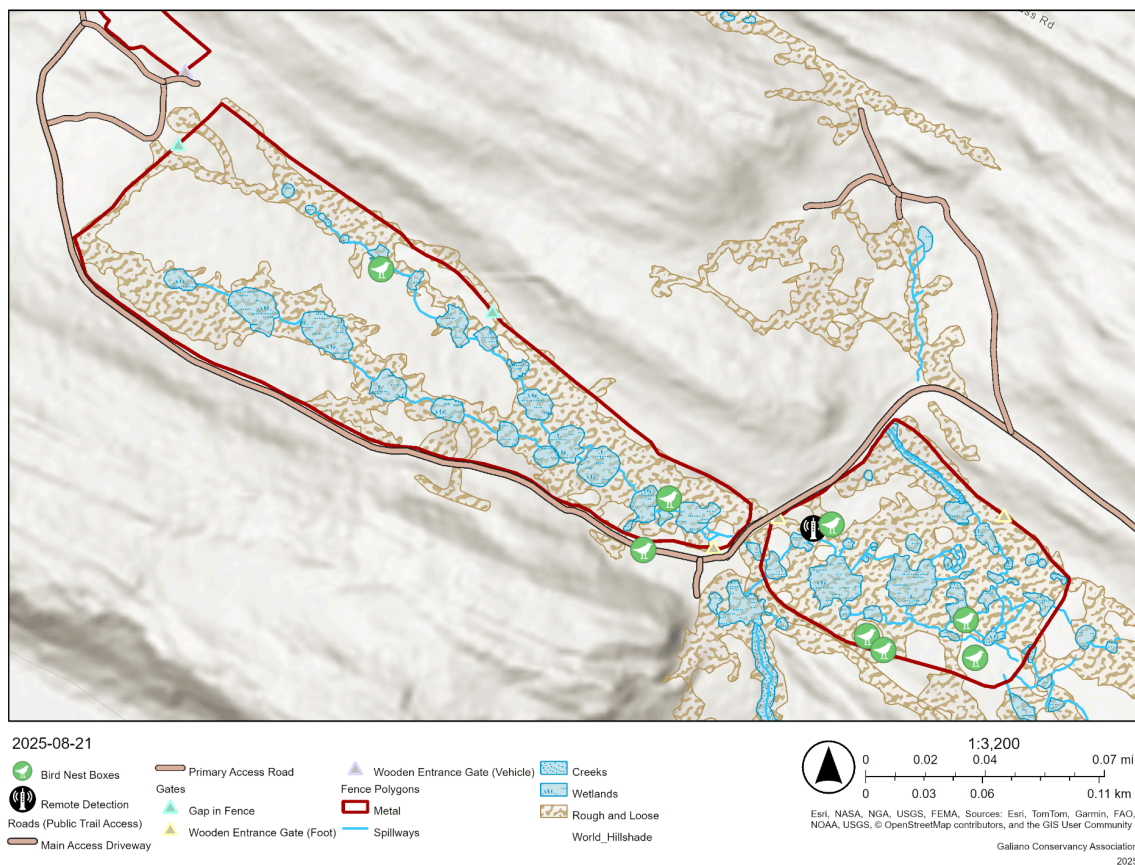 ss Rd
2025-08-21
Bird Nest Boxes
Remote Detection
Roads (Public Trail Access)
Main Access Driveway
Primary Access Road
Gates
Gap in Fence
Wooden Entrance Gate (Foot)
Wooden Entrance Gate (Vehicle)
Fence Polygons
Metal
Spillways
Creeks
Wetlands
Rough and Loose
World_Hillshade
1:3,200
0 0.02 0.04 0.07 mi
0 0.03 0.06 0.11 km
Esri, NASA, NGA, USGS, FEMA, Sources: Esri, TomTom, Garmin, FAO,
NOAA, USGS, © OpenStreetMap contributors, and the GIS User Community
Galiano Conservancy Association
2025